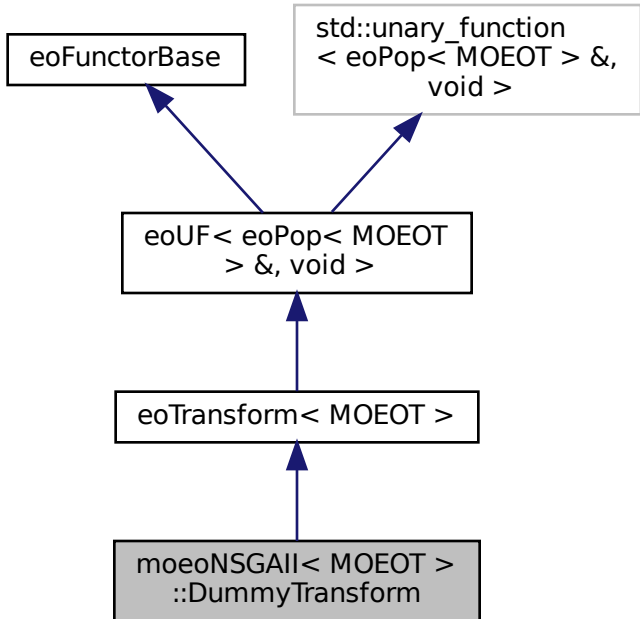 eoFunctorBase
std::unary_function
< eoPop< MOEOT > &,
void >
eoUF< eoPop< MOEOT
> &, void >
eoTransform< MOEOT >
moeoNSGAII< MOEOT >
::DummyTransform